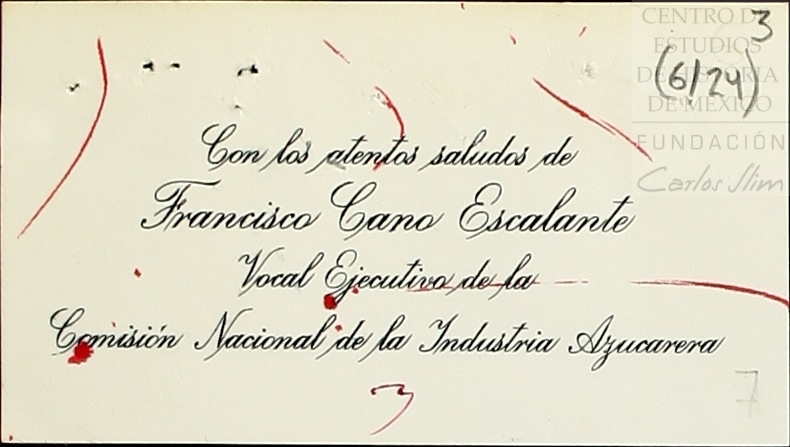 CENTRO DE
ESTUDIOS
DE HISTORIA
DE MÉXICO
FUNDACIÓN
Carlos Slim
3
(6/24)
Con los atentos saludos de
Francisco Cano Escalante
Vocal Ejecutivo de la
Comisión Nacional de la Industria Azucarera
3
7